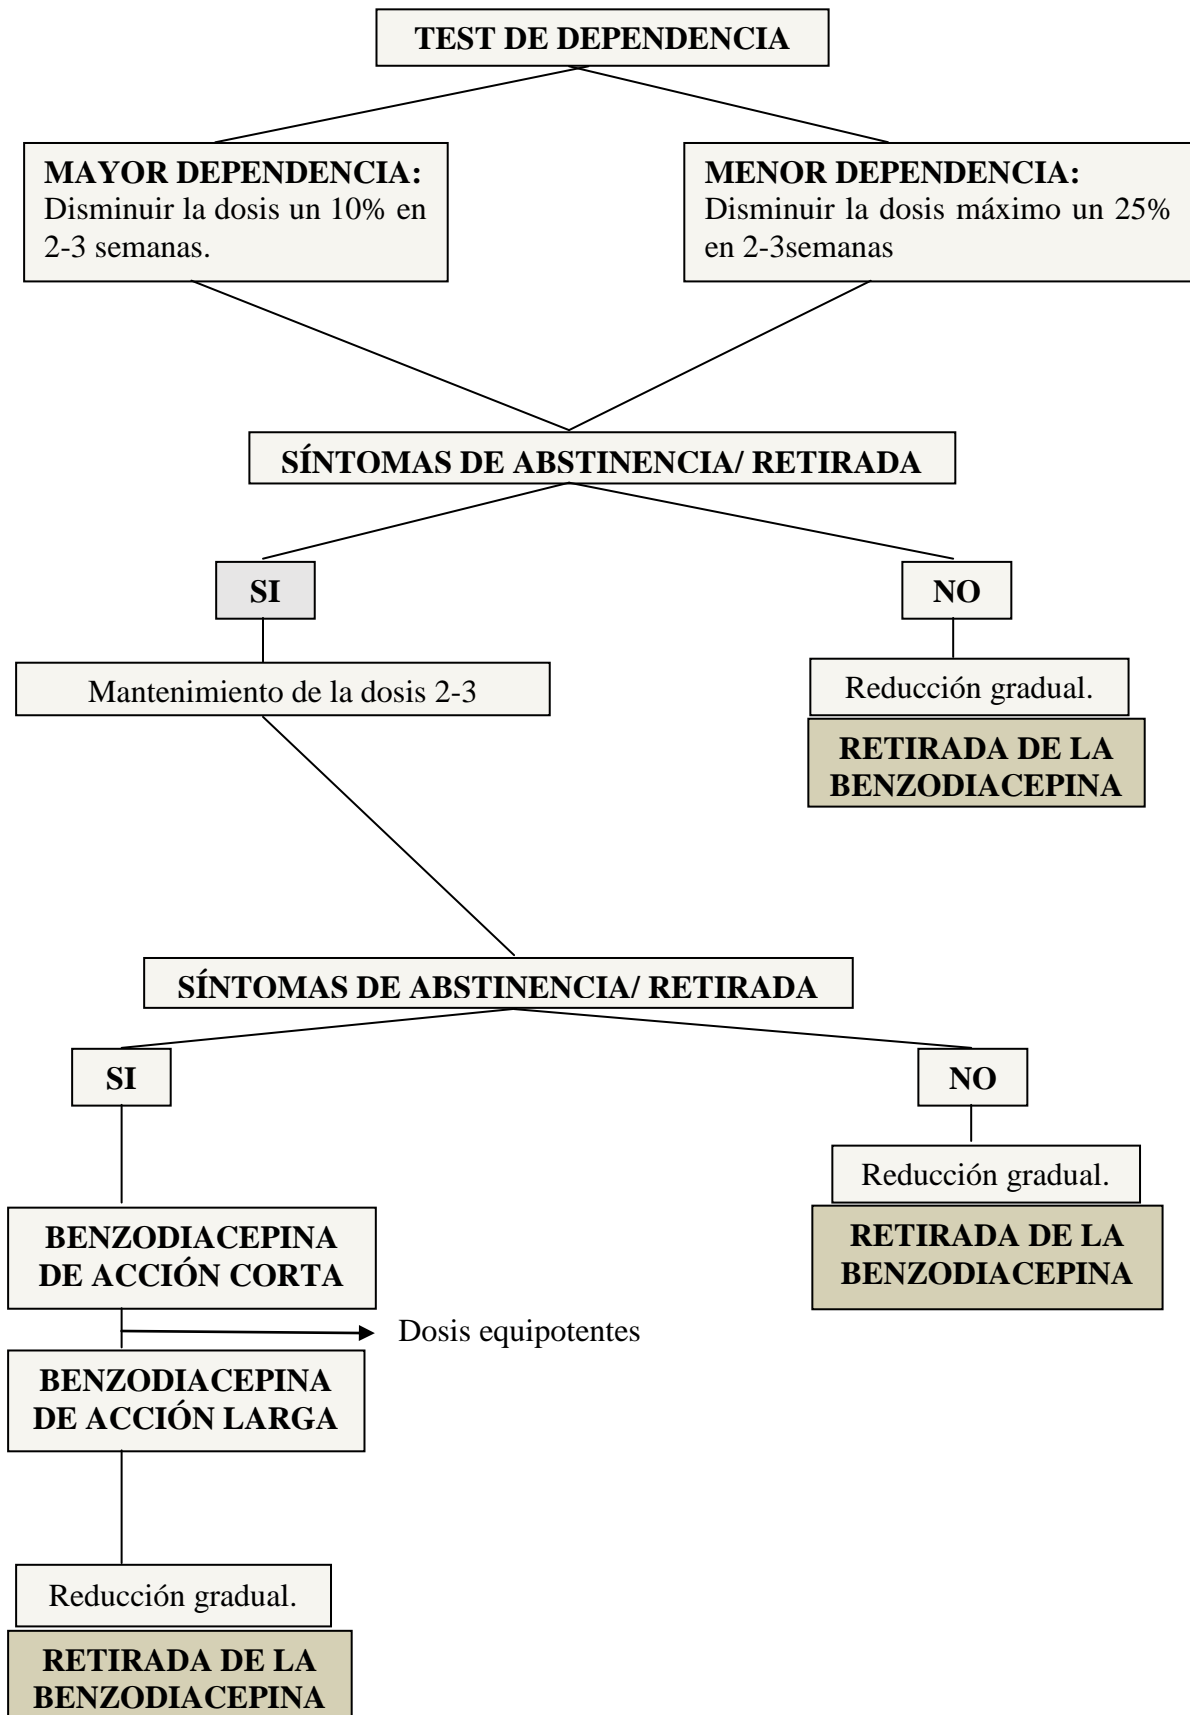 TEST DE DEPENDENCIA
MAYOR DEPENDENCIA:
Disminuir la dosis un 10% en
2-3 semanas.
MENOR DEPENDENCIA:
Disminuir la dosis máximo un 25%
en 2-3semanas
SÍNTOMAS DE ABSTINENCIA/ RETIRADA
SI
NO
Mantenimiento de la dosis 2-3
Reducción gradual.
RETIRADA DE LA
BENZODIACEPINA
SÍNTOMAS DE ABSTINENCIA/ RETIRADA
SI
NO
Reducción gradual.
RETIRADA DE LA
BENZODIACEPINA
BENZODIACEPINA
DE ACCIÓN CORTA
Dosis equipotentes
BENZODIACEPINA
DE ACCIÓN LARGA
Reducción gradual.
RETIRADA DE LA
BENZODIACEPINA